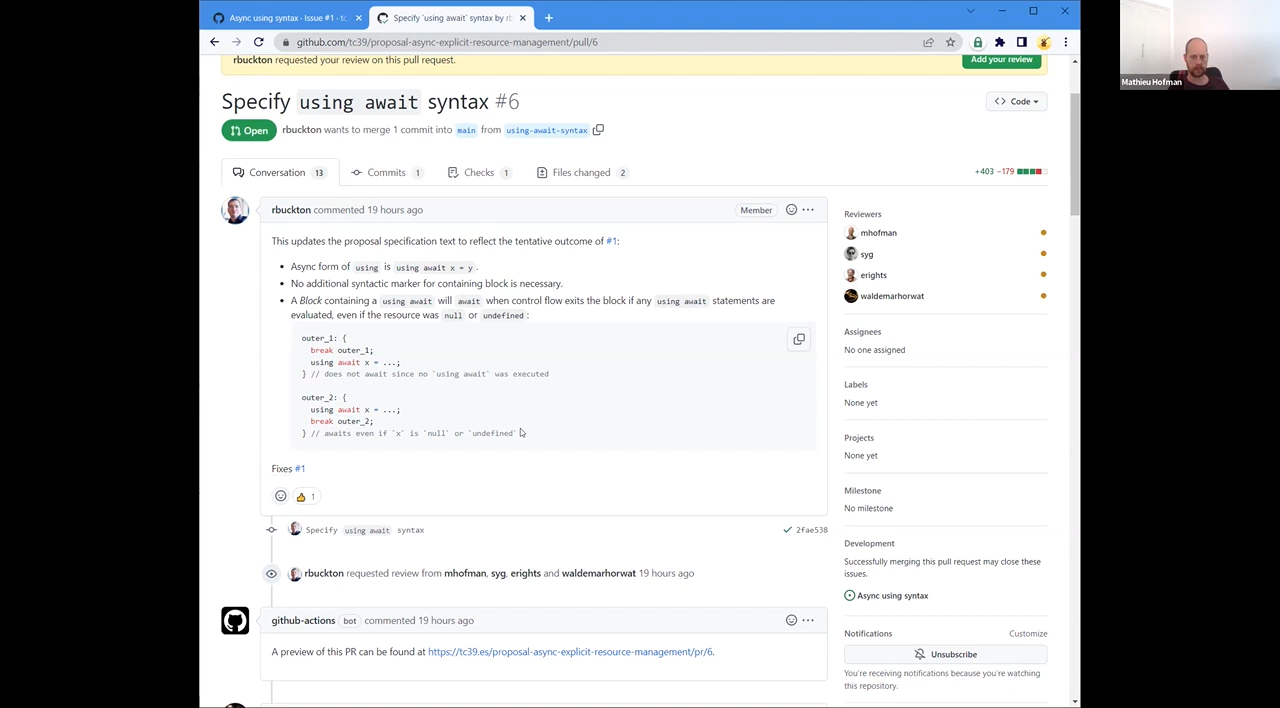 Async using syntax · Issue #1 · tc
Specify `using await` syntax by rb
github.com/tc39/proposal-async-explicit-resource-management/pull/6
rbuckton requested your review on this pull request.
Add your review
Specify using await syntax #6
Code
Open
rbuckton wants to merge 1 commit into main from using-await-syntax
Conversation 13
Commits 1
Checks 1
Files changed 2
+403 −179
rbuckton commented 19 hours ago
Member
This updates the proposal specification text to reflect the tentative outcome of #1:
• Async form of using is using await x = y .
• No additional syntactic marker for containing block is necessary.
• A Block containing a using await will await when control flow exits the block if any using await statements are
evaluated, even if the resource was null or undefined :
outer_1: {
break outer_1;
using await x = ...;
} // does not await since no `using await` was executed
outer_2: {
using await x = ...;
break outer_2;
} // awaits even if `x` is `null` or `undefined`
Fixes #1
1
Specify using await syntax
2fae538
rbuckton requested review from mhofman, syg, erights and waldemarhorwat 19 hours ago
github-actions bot commented 19 hours ago
A preview of this PR can be found at https://tc39.es/proposal-async-explicit-resource-management/pr/6.
Reviewers
mhofman
syg
erights
waldemarhorwat
Assignees
No one assigned
Labels
None yet
Projects
None yet
Milestone
No milestone
Development
Successfully merging this pull request may close these
issues.
Async using syntax
Notifications
Customize
Unsubscribe
You're receiving notifications because you're watching
this repository.
Mathieu Hofman